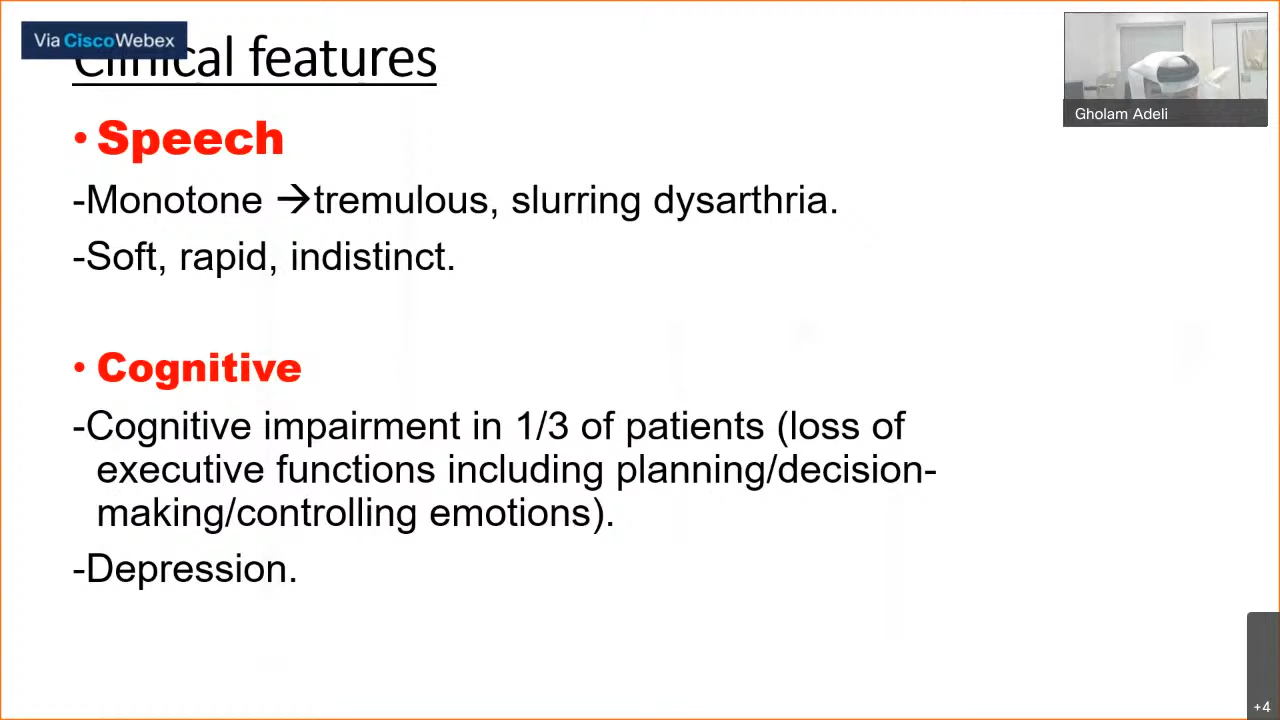 Via CiscoWebex
Clinical features
Gholam Adeli
• Speech
-Monotone →tremulous, slurring dysarthria.
-Soft, rapid, indistinct.
• Cognitive
-Cognitive impairment in 1/3 of patients (loss of
executive functions including planning/decision-
making/controlling emotions).
-Depression.
+4